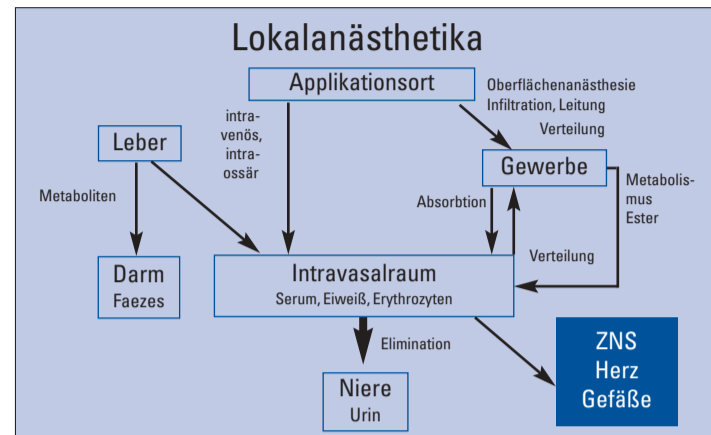 Lokalanästhetika
Applikationsort
Oberflächenanästhesie
Infiltration, Leitung
Verteilung
intra-
venös,
intra-
ossär
Leber
Gewerbe
Metaboliten
Absorbtion
Metabolis-
mus
Ester
Darm
Faezes
Intravasalraum
Serum, Eiweiß, Erythrozyten
Verteilung
Elimination
ZNS
Herz
Gefäße
Niere
Urin